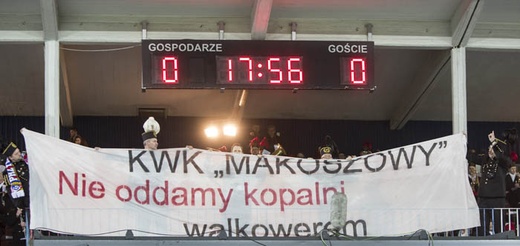 GOSPODARZE GOŚCIE
0 17:56 0
KWK „MAKOSZOWY”
Nie oddamy kopalni
walkowerem